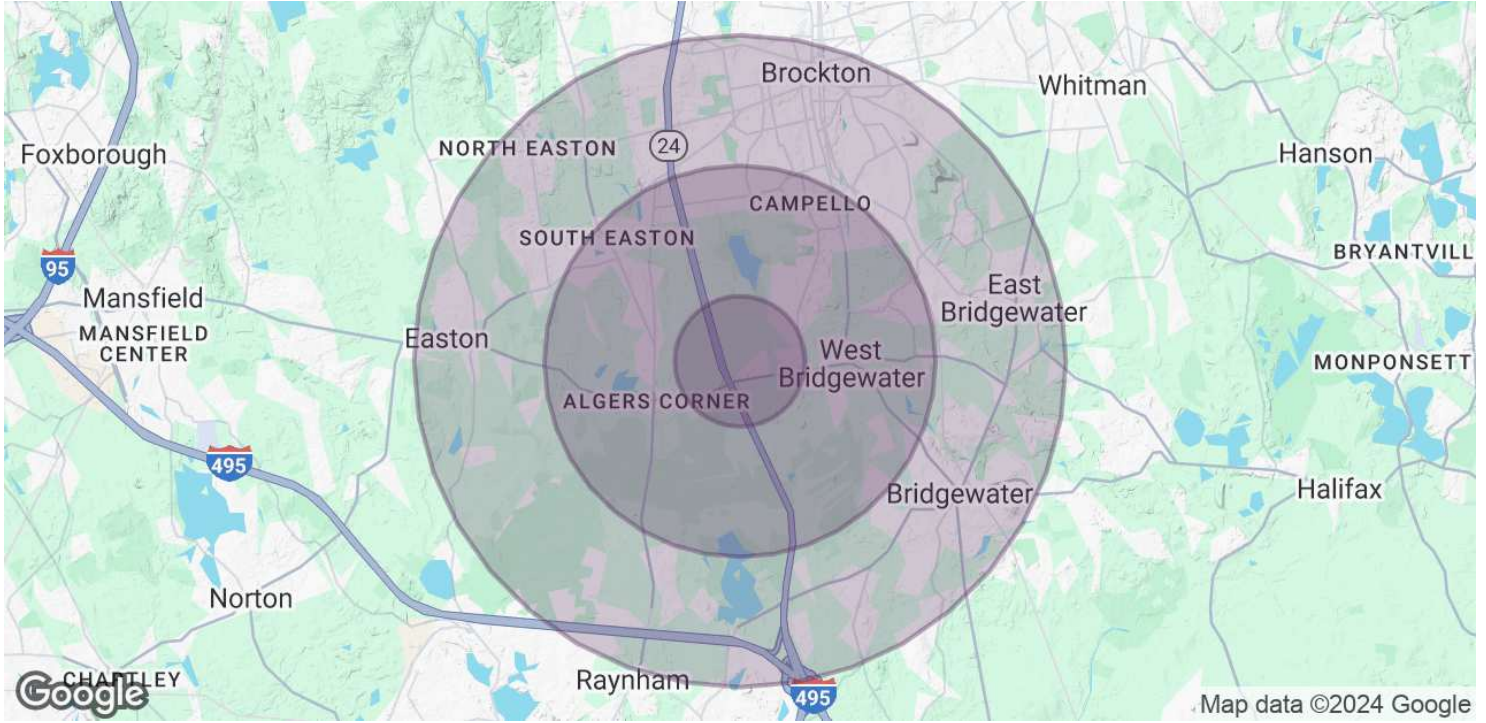 Brockton
Whitman
24
NORTH EASTON
Foxborough
Hanson
CAMPELLO
SOUTH EASTON
BRYANTVILL
95
East
Bridgewater
Mansfield
MANSFIELD
CENTER
Easton
West
Bridgewater
MONPONSETT
ALGERS CORNER
495
Bridgewater
Halifax
Norton
Raynham
CHARTLEY
Google
495
Map data ©2024 Google